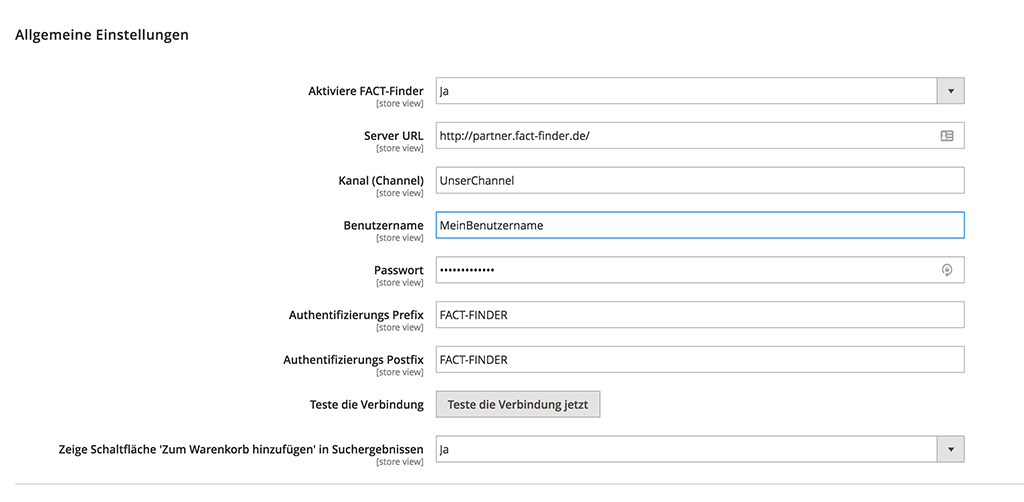 Allgemeine Einstellungen
Aktiviere FACT-Finder Ja
[store view]
Server URL http://partner.fact-finder.de/
[store view]
Kanal (Channel) UnserChannel
[store view]
Benutzername MeinBenutzername
[store view]
Passwort •••••••••••••
[store view]
Authentifizierungs Prefix FACT-FINDER
[store view]
Authentifizierungs Postfix FACT-FINDER
[store view]
Teste die Verbindung Teste die Verbindung jetzt
Zeige Schaltfläche 'Zum Warenkorb hinzufügen' in Suchergebnissen Ja
[store view]